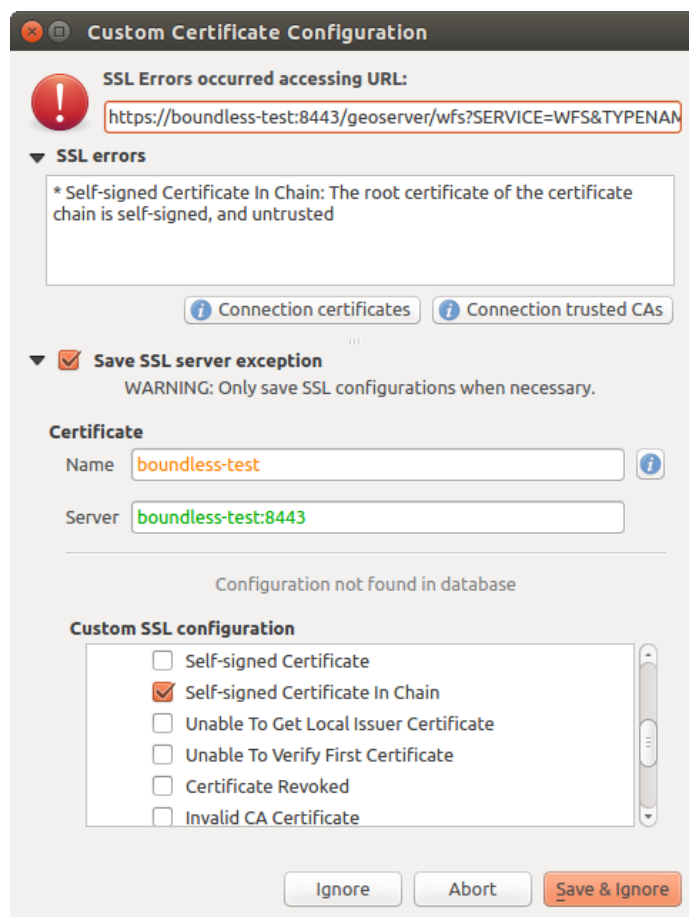 Custom Certificate Configuration
SSL Errors occurred accessing URL:
https://boundless-test:8443/geoserver/wfs?SERVICE=WFS&TYPENAM
SSL errors
* Self-signed Certificate In Chain: The root certificate of the certificate
chain is self-signed, and untrusted
Connection certificates Connection trusted CAs
Save SSL server exception
WARNING: Only save SSL configurations when necessary.
Certificate
Name boundless-test
Server boundless-test:8443
Configuration not found in database
Custom SSL configuration
Self-signed Certificate
Self-signed Certificate In Chain
Unable To Get Local Issuer Certificate
Unable To Verify First Certificate
Certificate Revoked
Invalid CA Certificate
Ignore Abort Save & Ignore